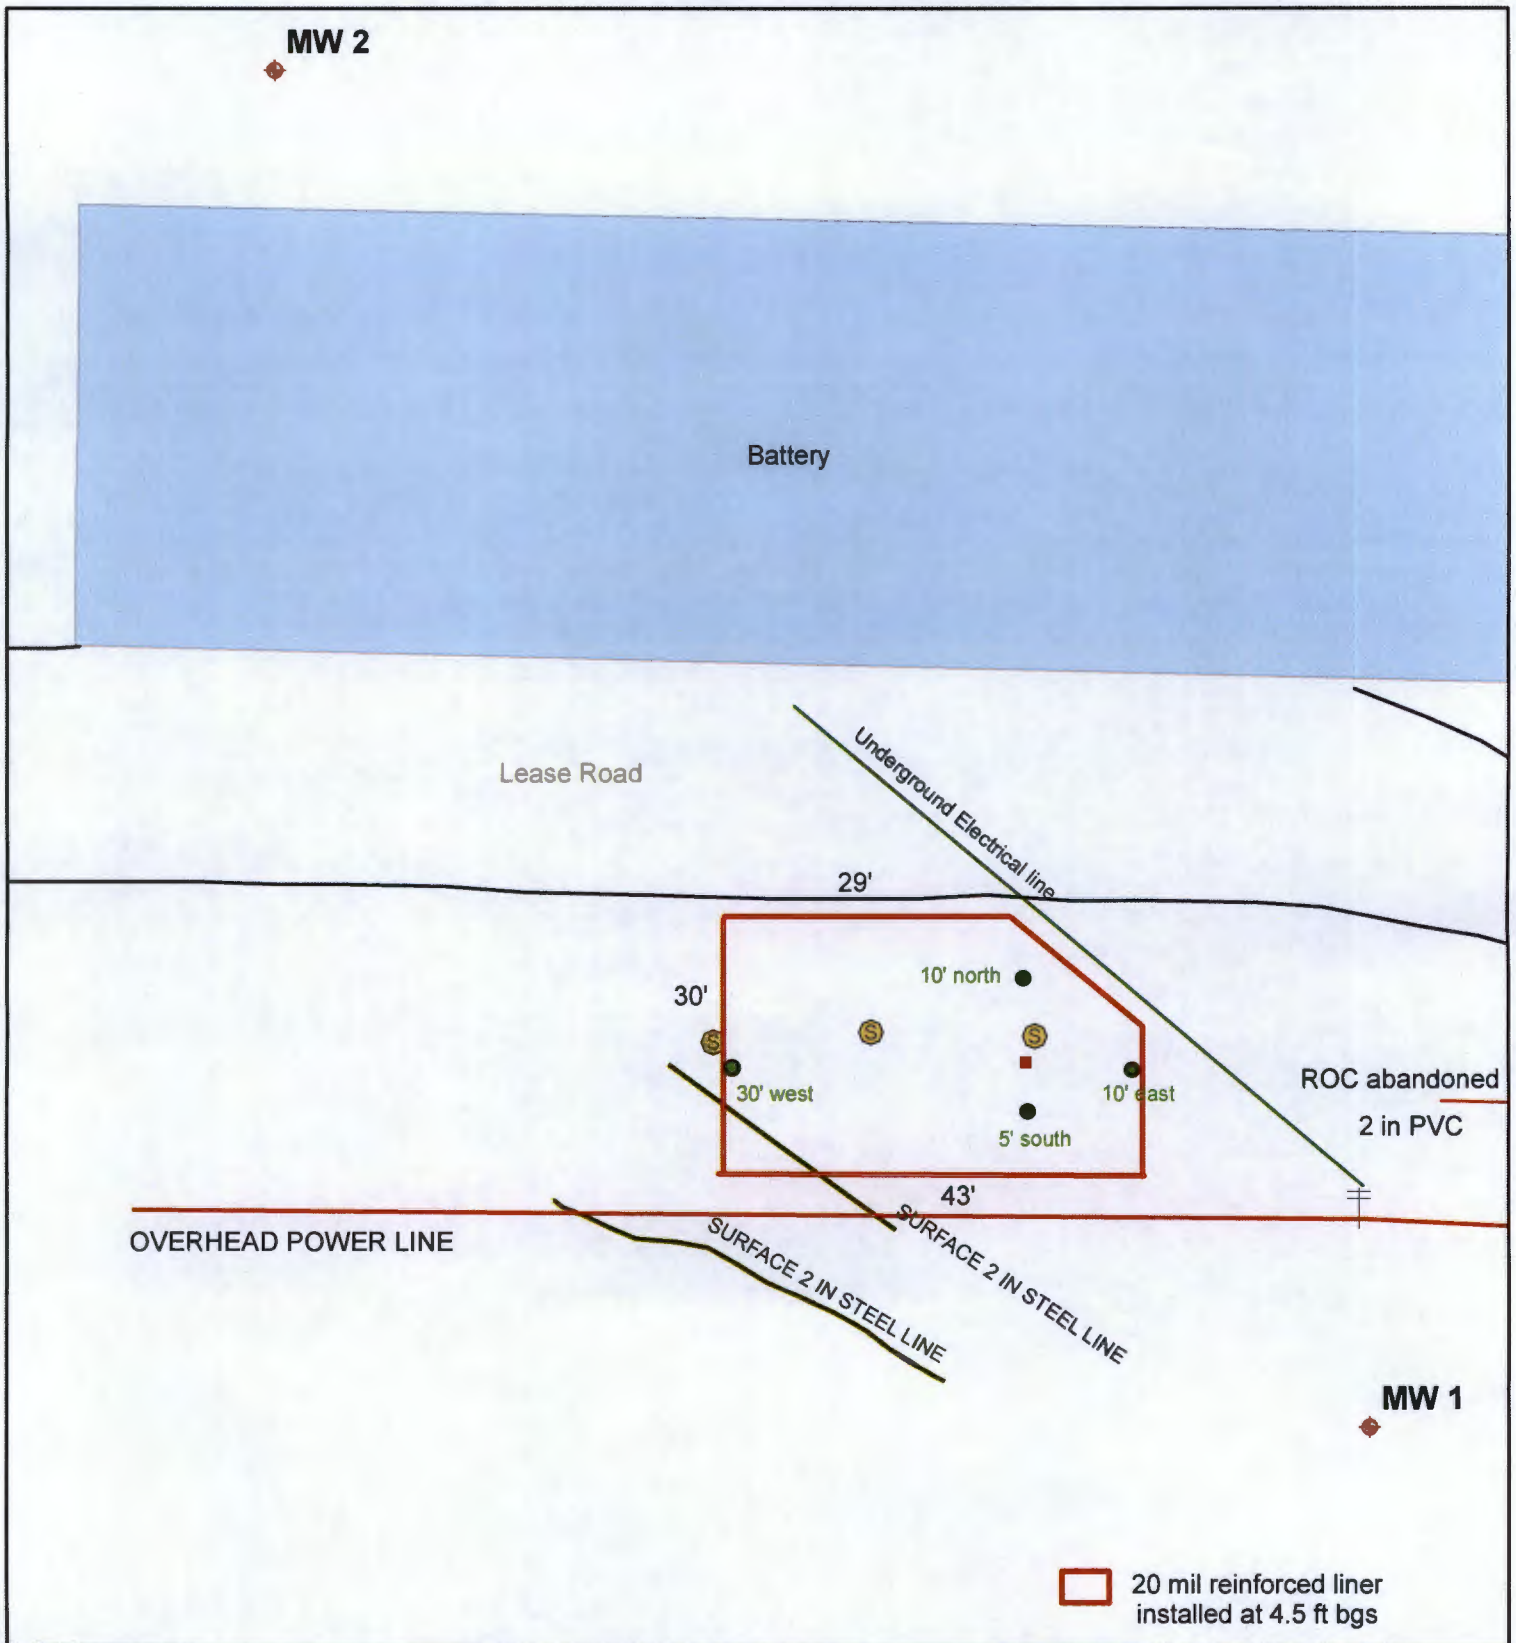 MW 2
Battery
Underground Electrical line
Lease Road
29'
10' north
30'
S
S
S
30' west
10' east
5' south
ROC abandoned
2 in PVC
43'
OVERHEAD POWER LINE
SURFACE 2 IN STEEL LINE
SURFACE 2 IN STEEL LINE
MW 1
20 mil reinforced liner
installed at 4.5 ft bgs